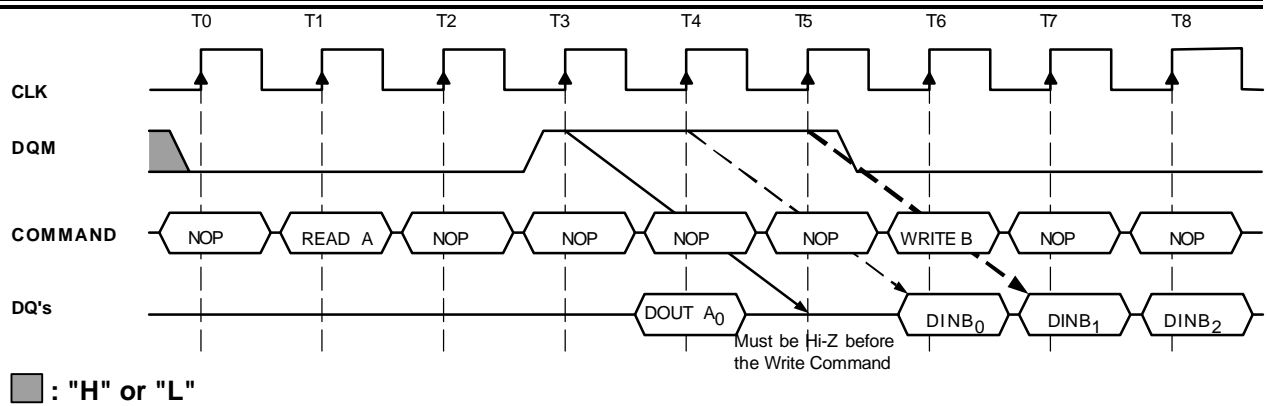 T0 T1 T2 T3 T4 T5 T6 T7 T8
CLK
DQM
COMMAND NOP READ A NOP NOP NOP NOP WRITE B NOP NOP
DQ's DOUT A0 DINB0 DINB1 DINB2
Must be Hi-Z before
the Write Command
: "H" or "L"